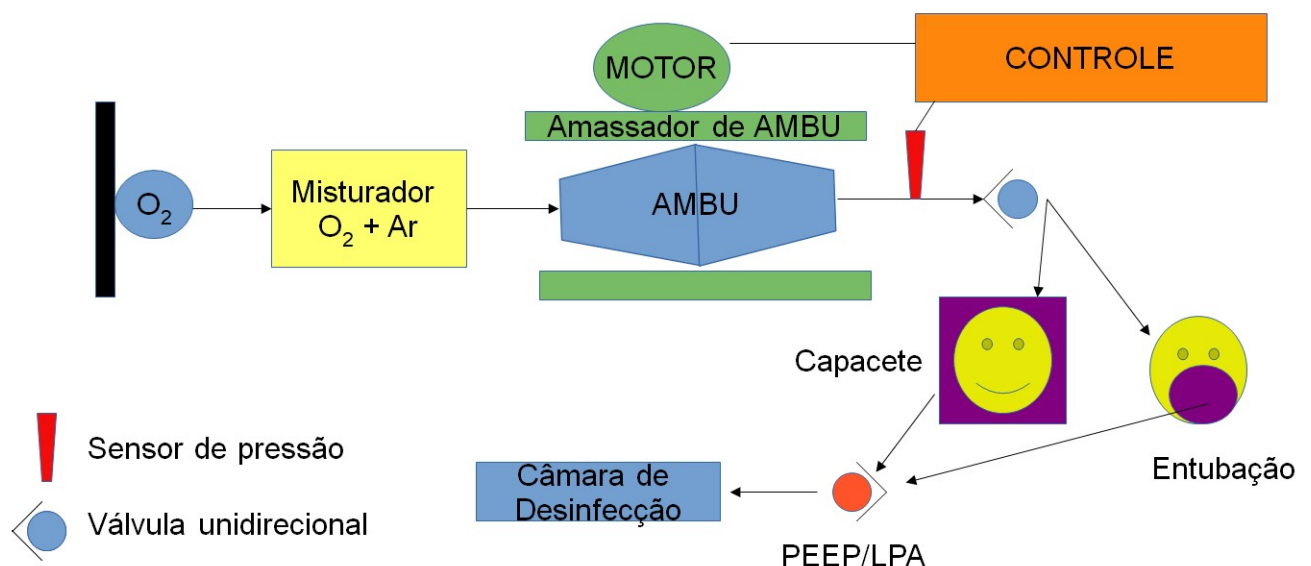 MOTOR
CONTROLE
Amassador de AMBU
O₂
Misturador
O₂ + Ar
AMBU
Capacete
Entubação
Sensor de pressão
Válvula unidirecional
Câmara de
Desinfecção
PEEP/LPA